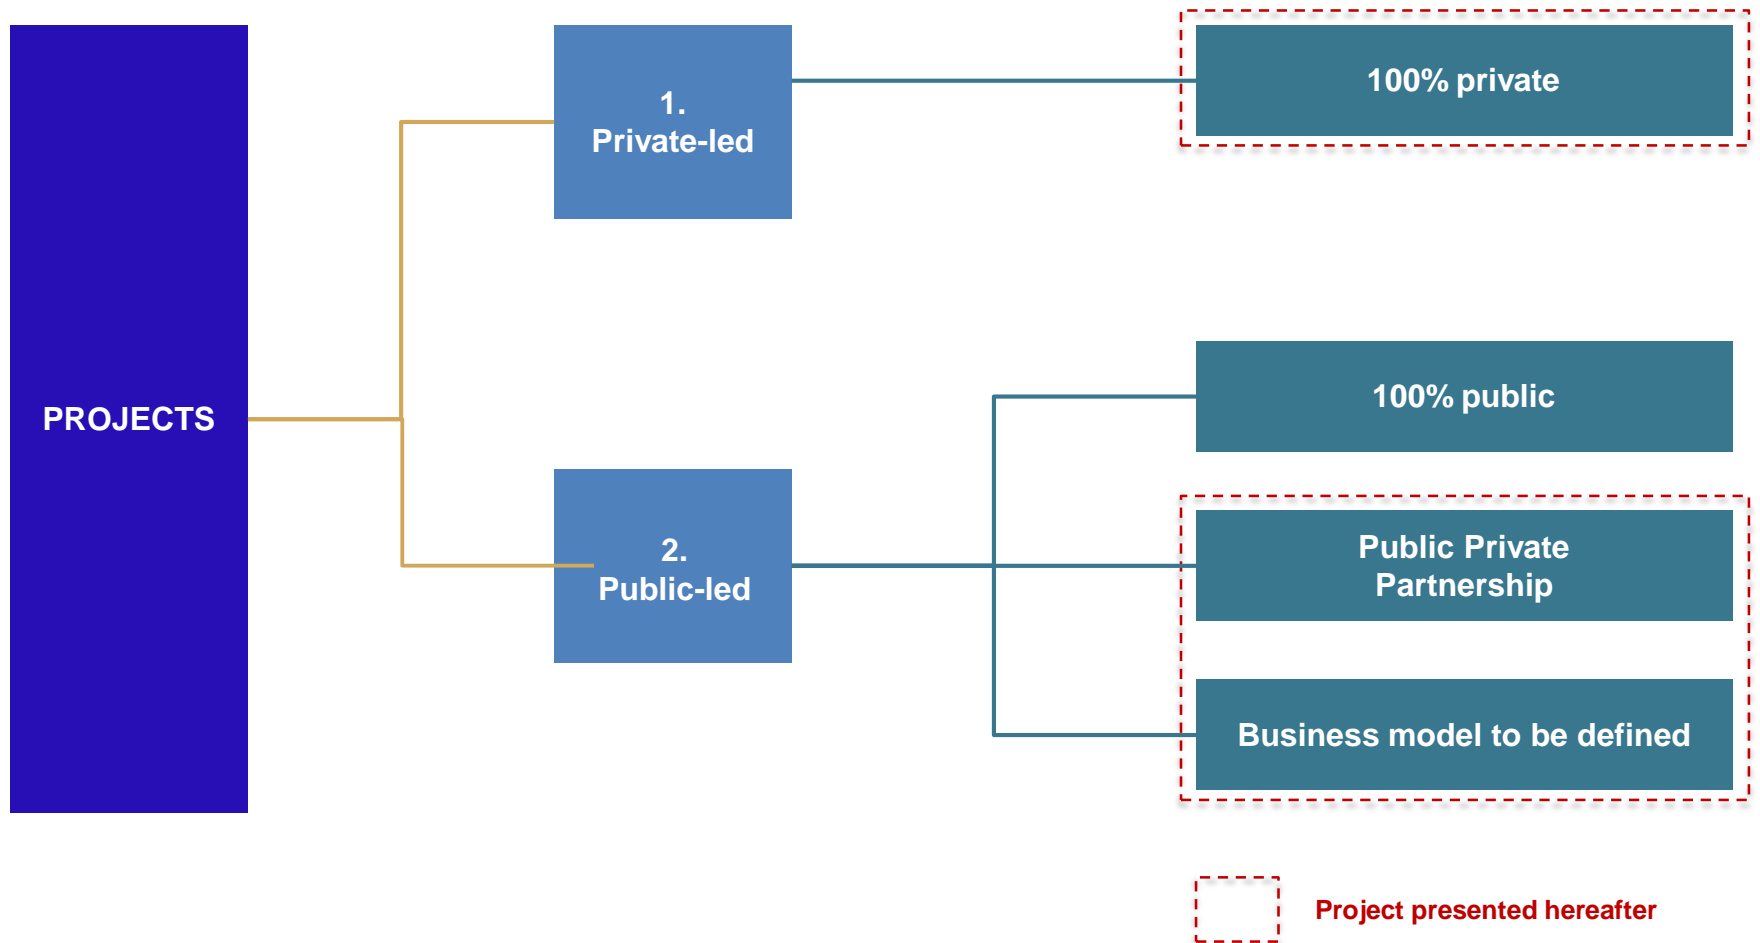 PROJECTS
1.
Private-led
100% private
2.
Public-led
100% public
Public Private
Partnership
Business model to be defined
Project presented hereafter